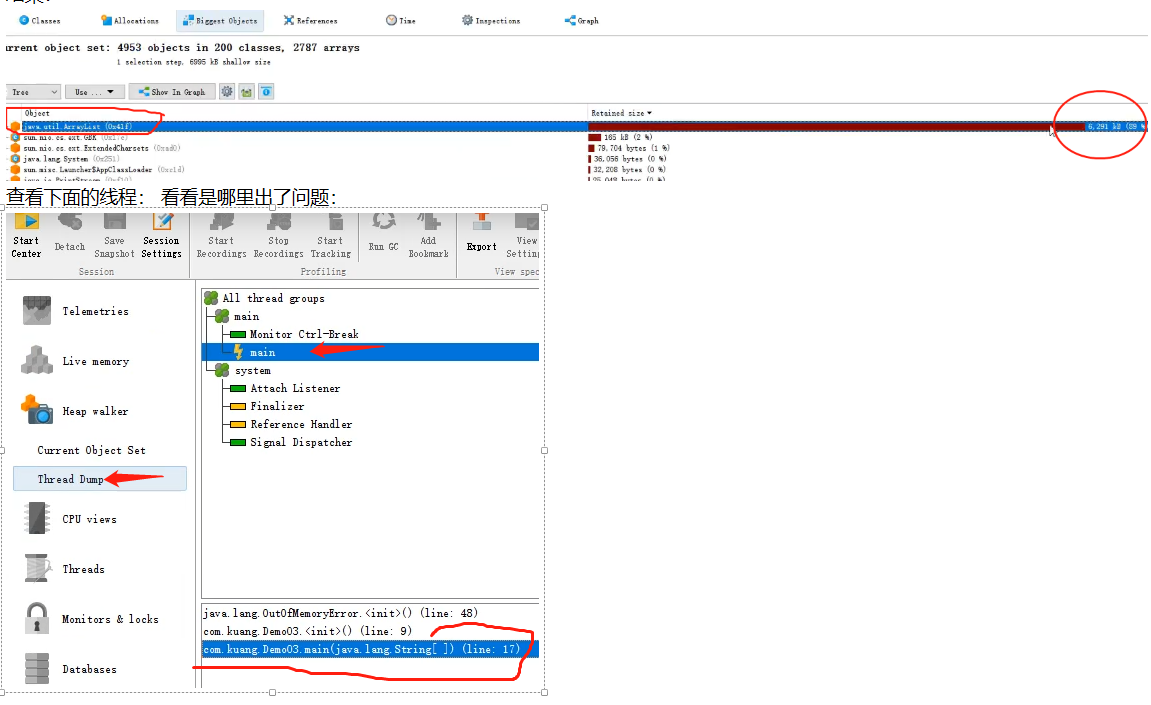 Classes Allocations Biggest Objects References Time Inspections Graph
urrent object set: 4953 objects in 200 classes, 2787 arrays
1 selection step, 6995 kB shallow size
Tree Use ... Show In Graph
Object Retained size
java.util.ArrayList (0x41f) 6,291 kB (89 %
sun.nio.cs.ext.GBK 165 kB (2 %)
sun.nio.cs.ext.ExtendedCharsets (0xad0) 79,704 bytes (1 %)
java.lang.System (0x251) 36,056 bytes (0 %)
sun.misc.Launcher$AppClassLoader 32,208 bytes (0 %)
java.io.PrintStream 25,048 bytes (0 %)
查看下面的线程： 看看是哪里出了问题：
Start Center
Detach
Save Snapshot
Session Settings
Start Recordings
Stop Recordings
Start Tracking
Run GC
Add Bookmark
Export
View Settin
Session Profiling View spec
Telemetries
Live memory
Heap walker
Current Object Set
Thread Dump
CPU views
Threads
Monitors & locks
Databases
All thread groups
main
Monitor Ctrl-Break
main
system
Attach Listener
Finalizer
Reference Handler
Signal Dispatcher
java.lang.OutOfMemoryError.<init>() (line: 48)
com.kuang.Demo03.<init>() (line: 9)
com.kuang.Demo03.main(java.lang.String[ ]) (line: 17)